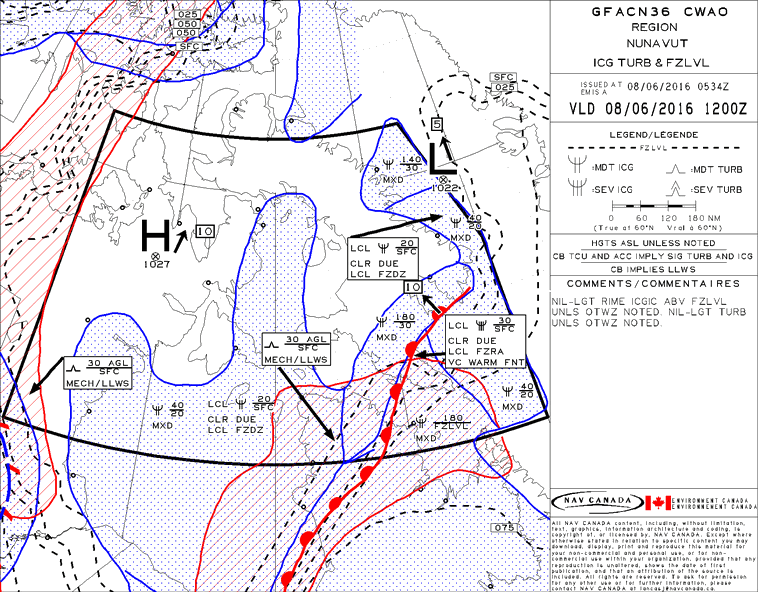 GFACN36 CWAO
REGION
NUNAVUT
ICG TURB & FZLVL
ISSUED AT 08/06/2016 0534Z
EMIS A
VLD 08/06/2016 1200Z
LEGEND/LEGENDE
FZLVL
:MDT ICG
:MDT TURB
:SEV ICG
:SEV TURB
0 60 120 180 NM
(True at 60°N Vrai à 60°N)
HGTS ASL UNLESS NOTED
CB TCU AND ACC IMPLY SIG TURB AND ICG
CB IMPLIES LLWS
COMMENTS/COMMENTAIRES
NIL-LGT RIME ICGIC ABV FZLVL
UNLS OTWZ NOTED. NIL-LGT TURB
UNLS OTWZ NOTED.
NAV CANADA
ENVIRONMENT CANADA
ENVIRONNEMENT CANADA
All NAV CANADA content, including, without limitation,
text, graphics, information architecture and coding, is
copyright of, or licensed by, NAV CANADA. Except where
otherwise stated in relation to specific content you may
download, display, print and reproduce this material for
your non-commercial and personal use, or for non-
commercial use within your organization, provided that any
reproduction is unaltered, shows the date of first
publication, and that an attribution of the source is
included. All rights are reserved. To ask for permission
for any other use or for further information, please
contact NAV CANADA at
025
050
050
SFC
SFC
025
5
L
1022
140
30
MXD
40
20
MXD
H
10
1027
LCL 20
SFC
CLR DUE
LCL FZDZ
10
180
30
MXD
LCL 30
SFC
CLR DUE
LCL FZRA
VC WARM FNT
30 AGL
SFC
MECH/LLWS
30 AGL
SFC
MECH/LLWS
40
20
MXD
LCL 20
SFC
CLR DUE
LCL FZDZ
180
FZLVL
MXD
40
20
MXD
075